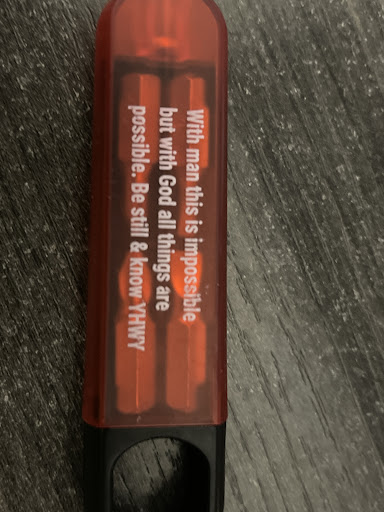 With man this is impossible
but with God all things are
possible. Be still & know YHWY